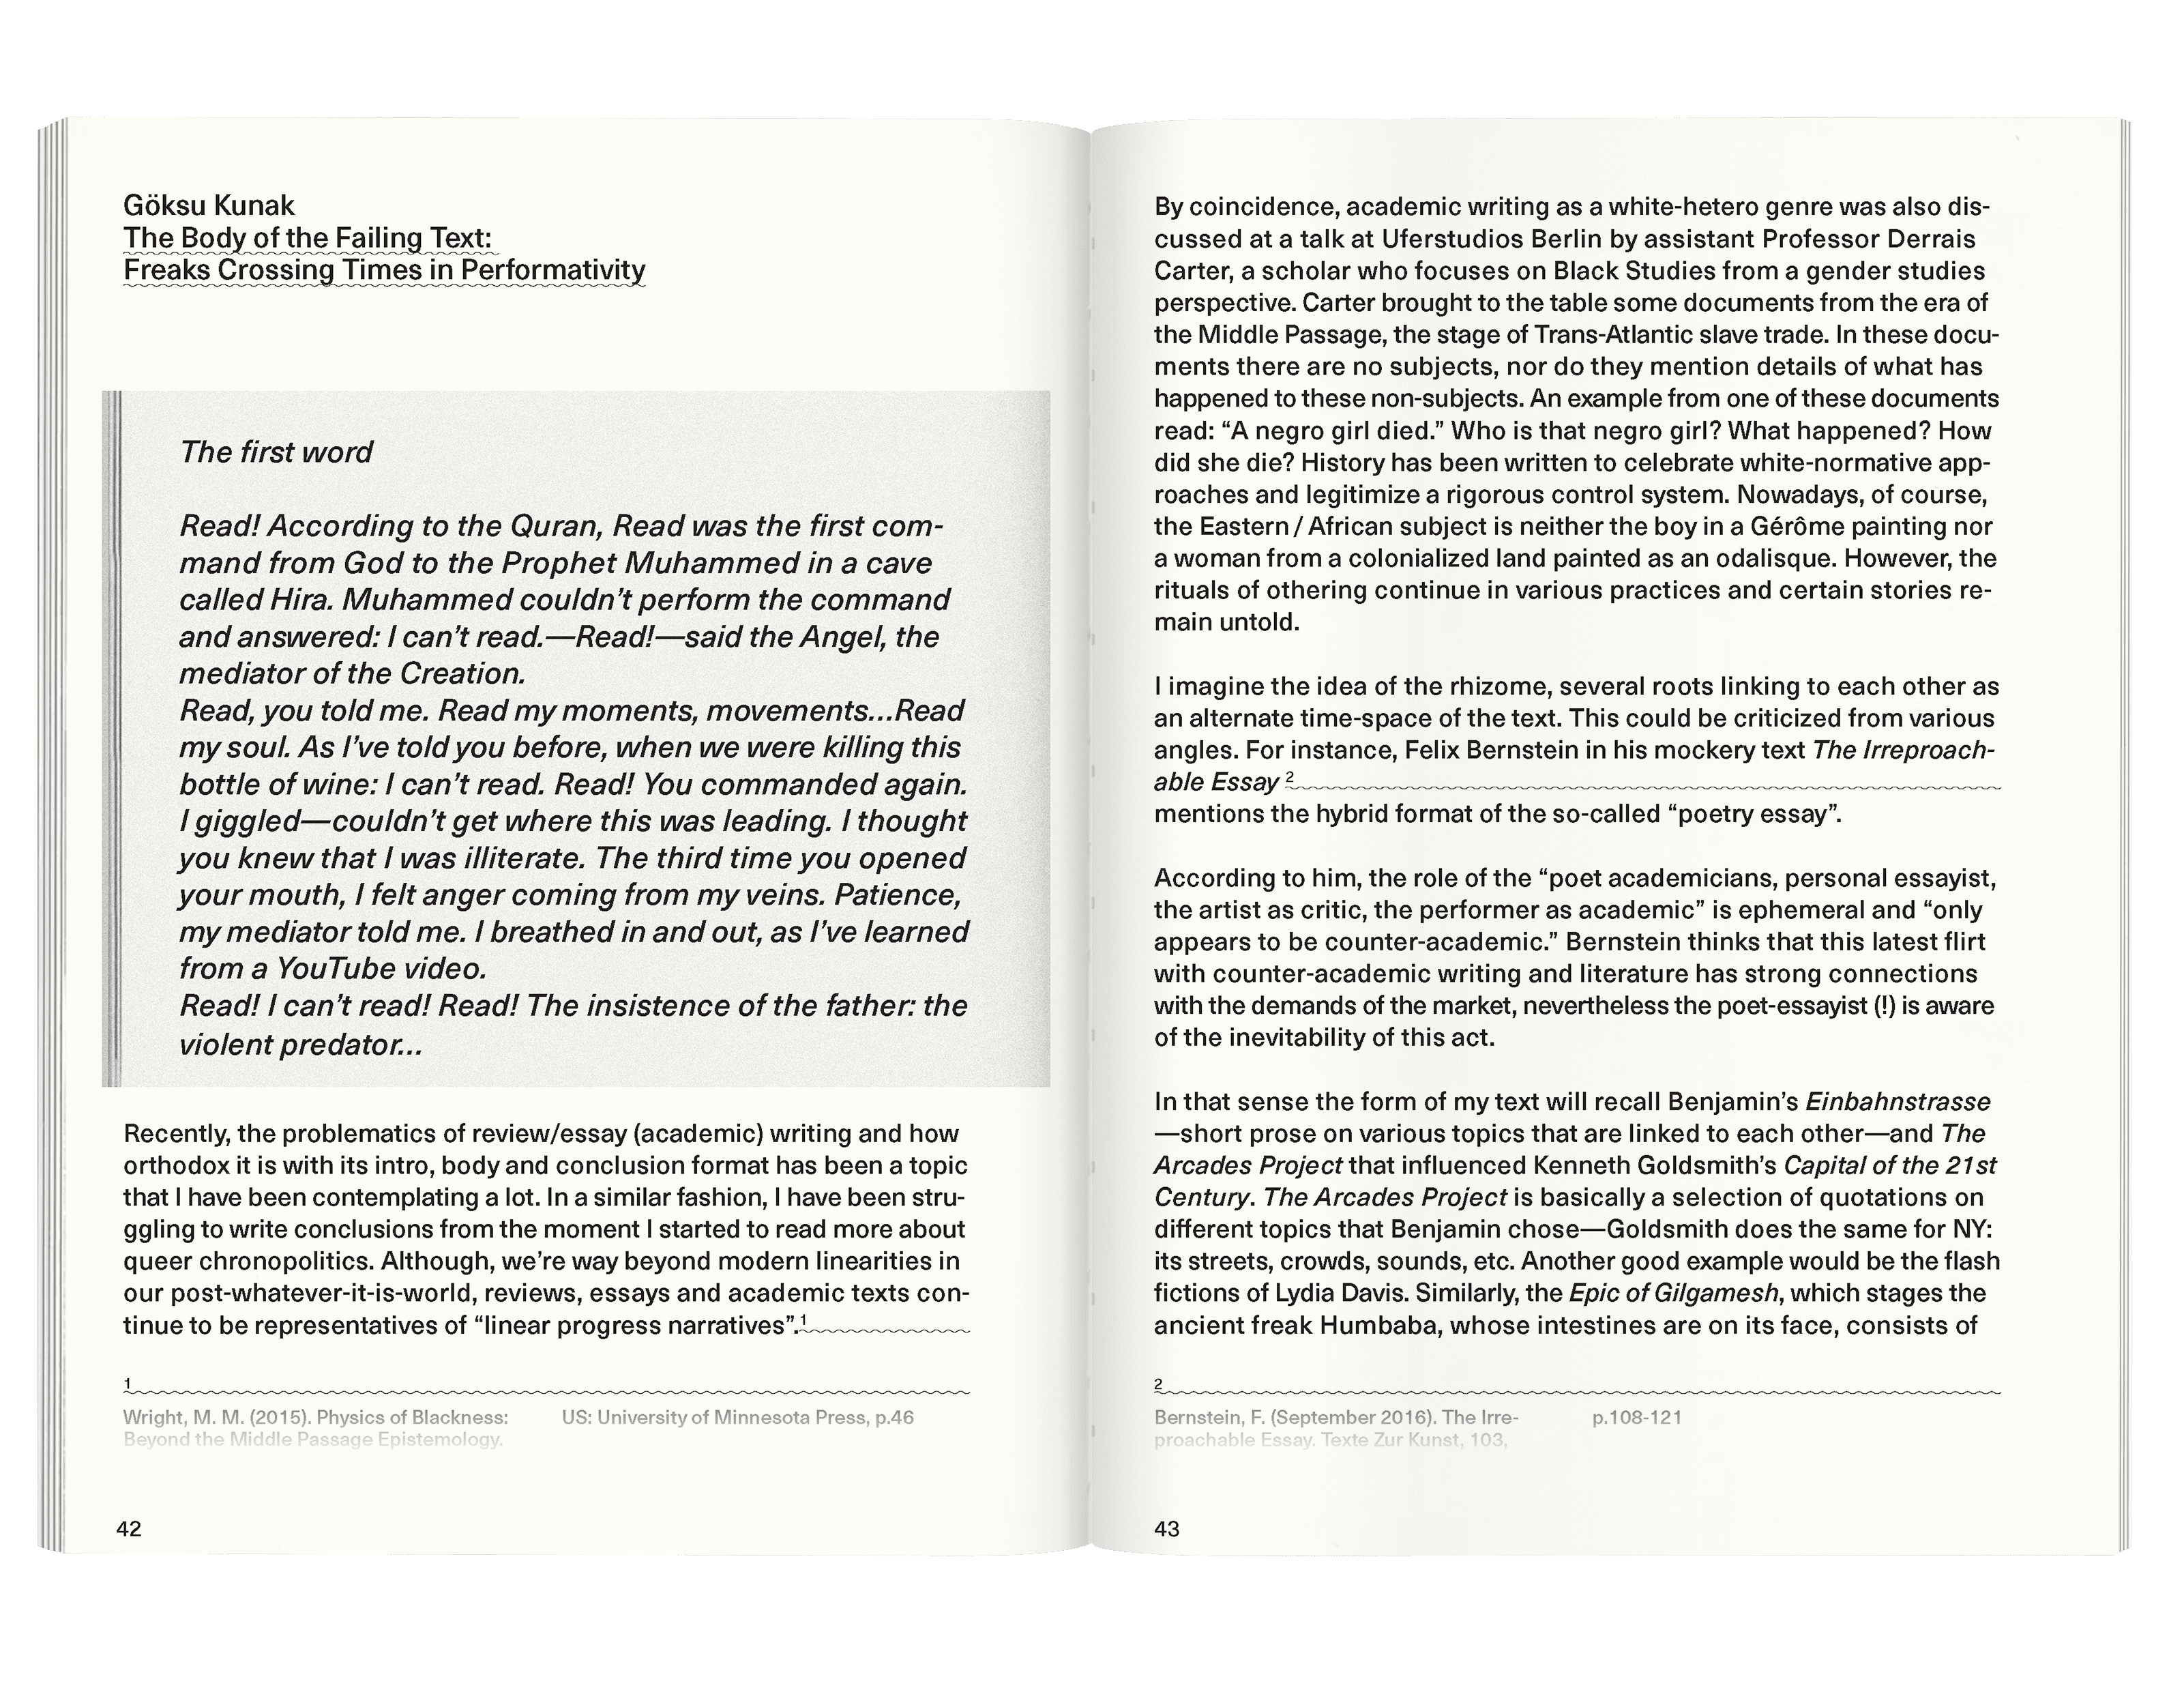 Göksu Kunak
The Body of the Failing Text:
Freaks Crossing Times in Performativity
The first word
Read! According to the Quran, Read was the first com-
mand from God to the Prophet Muhammed in a cave
called Hira. Muhammed couldn’t perform the command
and answered: I can’t read.—Read!—said the Angel, the
mediator of the Creation.
Read, you told me. Read my moments, movements...Read
my soul. As I’ve told you before, when we were killing this
bottle of wine: I can’t read. Read! You commanded again.
I giggled—couldn’t get where this was leading. I thought
you knew that I was illiterate. The third time you opened
your mouth, I felt anger coming from my veins. Patience,
my mediator told me. I breathed in and out, as I’ve learned
from a YouTube video.
Read! I can’t read! Read! The insistence of the father: the
violent predator...
Recently, the problematics of review/essay (academic) writing and how
orthodox it is with its intro, body and conclusion format has been a topic
that I have been contemplating a lot. In a similar fashion, I have been stru-
ggling to write conclusions from the moment I started to read more about
queer chronopolitics. Although, we’re way beyond modern linearities in
our post-whatever-it-is-world, reviews, essays and academic texts con-
tinue to be representatives of “linear progress narratives”.1
1
Wright, M. M. (2015). Physics of Blackness:
Beyond the Middle Passage Epistemology.
US: University of Minnesota Press, p.46
42
By coincidence, academic writing as a white-hetero genre was also dis-
cussed at a talk at Uferstudios Berlin by assistant Professor Derrais
Carter, a scholar who focuses on Black Studies from a gender studies
perspective. Carter brought to the table some documents from the era of
the Middle Passage, the stage of Trans-Atlantic slave trade. In these docu-
ments there are no subjects, nor do they mention details of what has
happened to these non-subjects. An example from one of these documents
read: “A negro girl died.” Who is that negro girl? What happened? How
did she die? History has been written to celebrate white-normative app-
roaches and legitimize a rigorous control system. Nowadays, of course,
the Eastern / African subject is neither the boy in a Gérôme painting nor
a woman from a colonialized land painted as an odalisque. However, the
rituals of othering continue in various practices and certain stories re-
main untold.
I imagine the idea of the rhizome, several roots linking to each other as
an alternate time-space of the text. This could be criticized from various
angles. For instance, Felix Bernstein in his mockery text The Irreproach-
able Essay 2
mentions the hybrid format of the so-called “poetry essay”.
According to him, the role of the “poet academicians, personal essayist,
the artist as critic, the performer as academic” is ephemeral and “only
appears to be counter-academic.” Bernstein thinks that this latest flirt
with counter-academic writing and literature has strong connections
with the demands of the market, nevertheless the poet-essayist (!) is aware
of the inevitability of this act.
In that sense the form of my text will recall Benjamin’s Einbahnstrasse
—short prose on various topics that are linked to each other—and The
Arcades Project that influenced Kenneth Goldsmith’s Capital of the 21st
Century. The Arcades Project is basically a selection of quotations on
different topics that Benjamin chose—Goldsmith does the same for NY:
its streets, crowds, sounds, etc. Another good example would be the flash
fictions of Lydia Davis. Similarly, the Epic of Gilgamesh, which stages the
ancient freak Humbaba, whose intestines are on its face, consists of
2
Bernstein, F. (September 2016). The Irre-
proachable Essay. Texte Zur Kunst, 103,
p.108-121
43